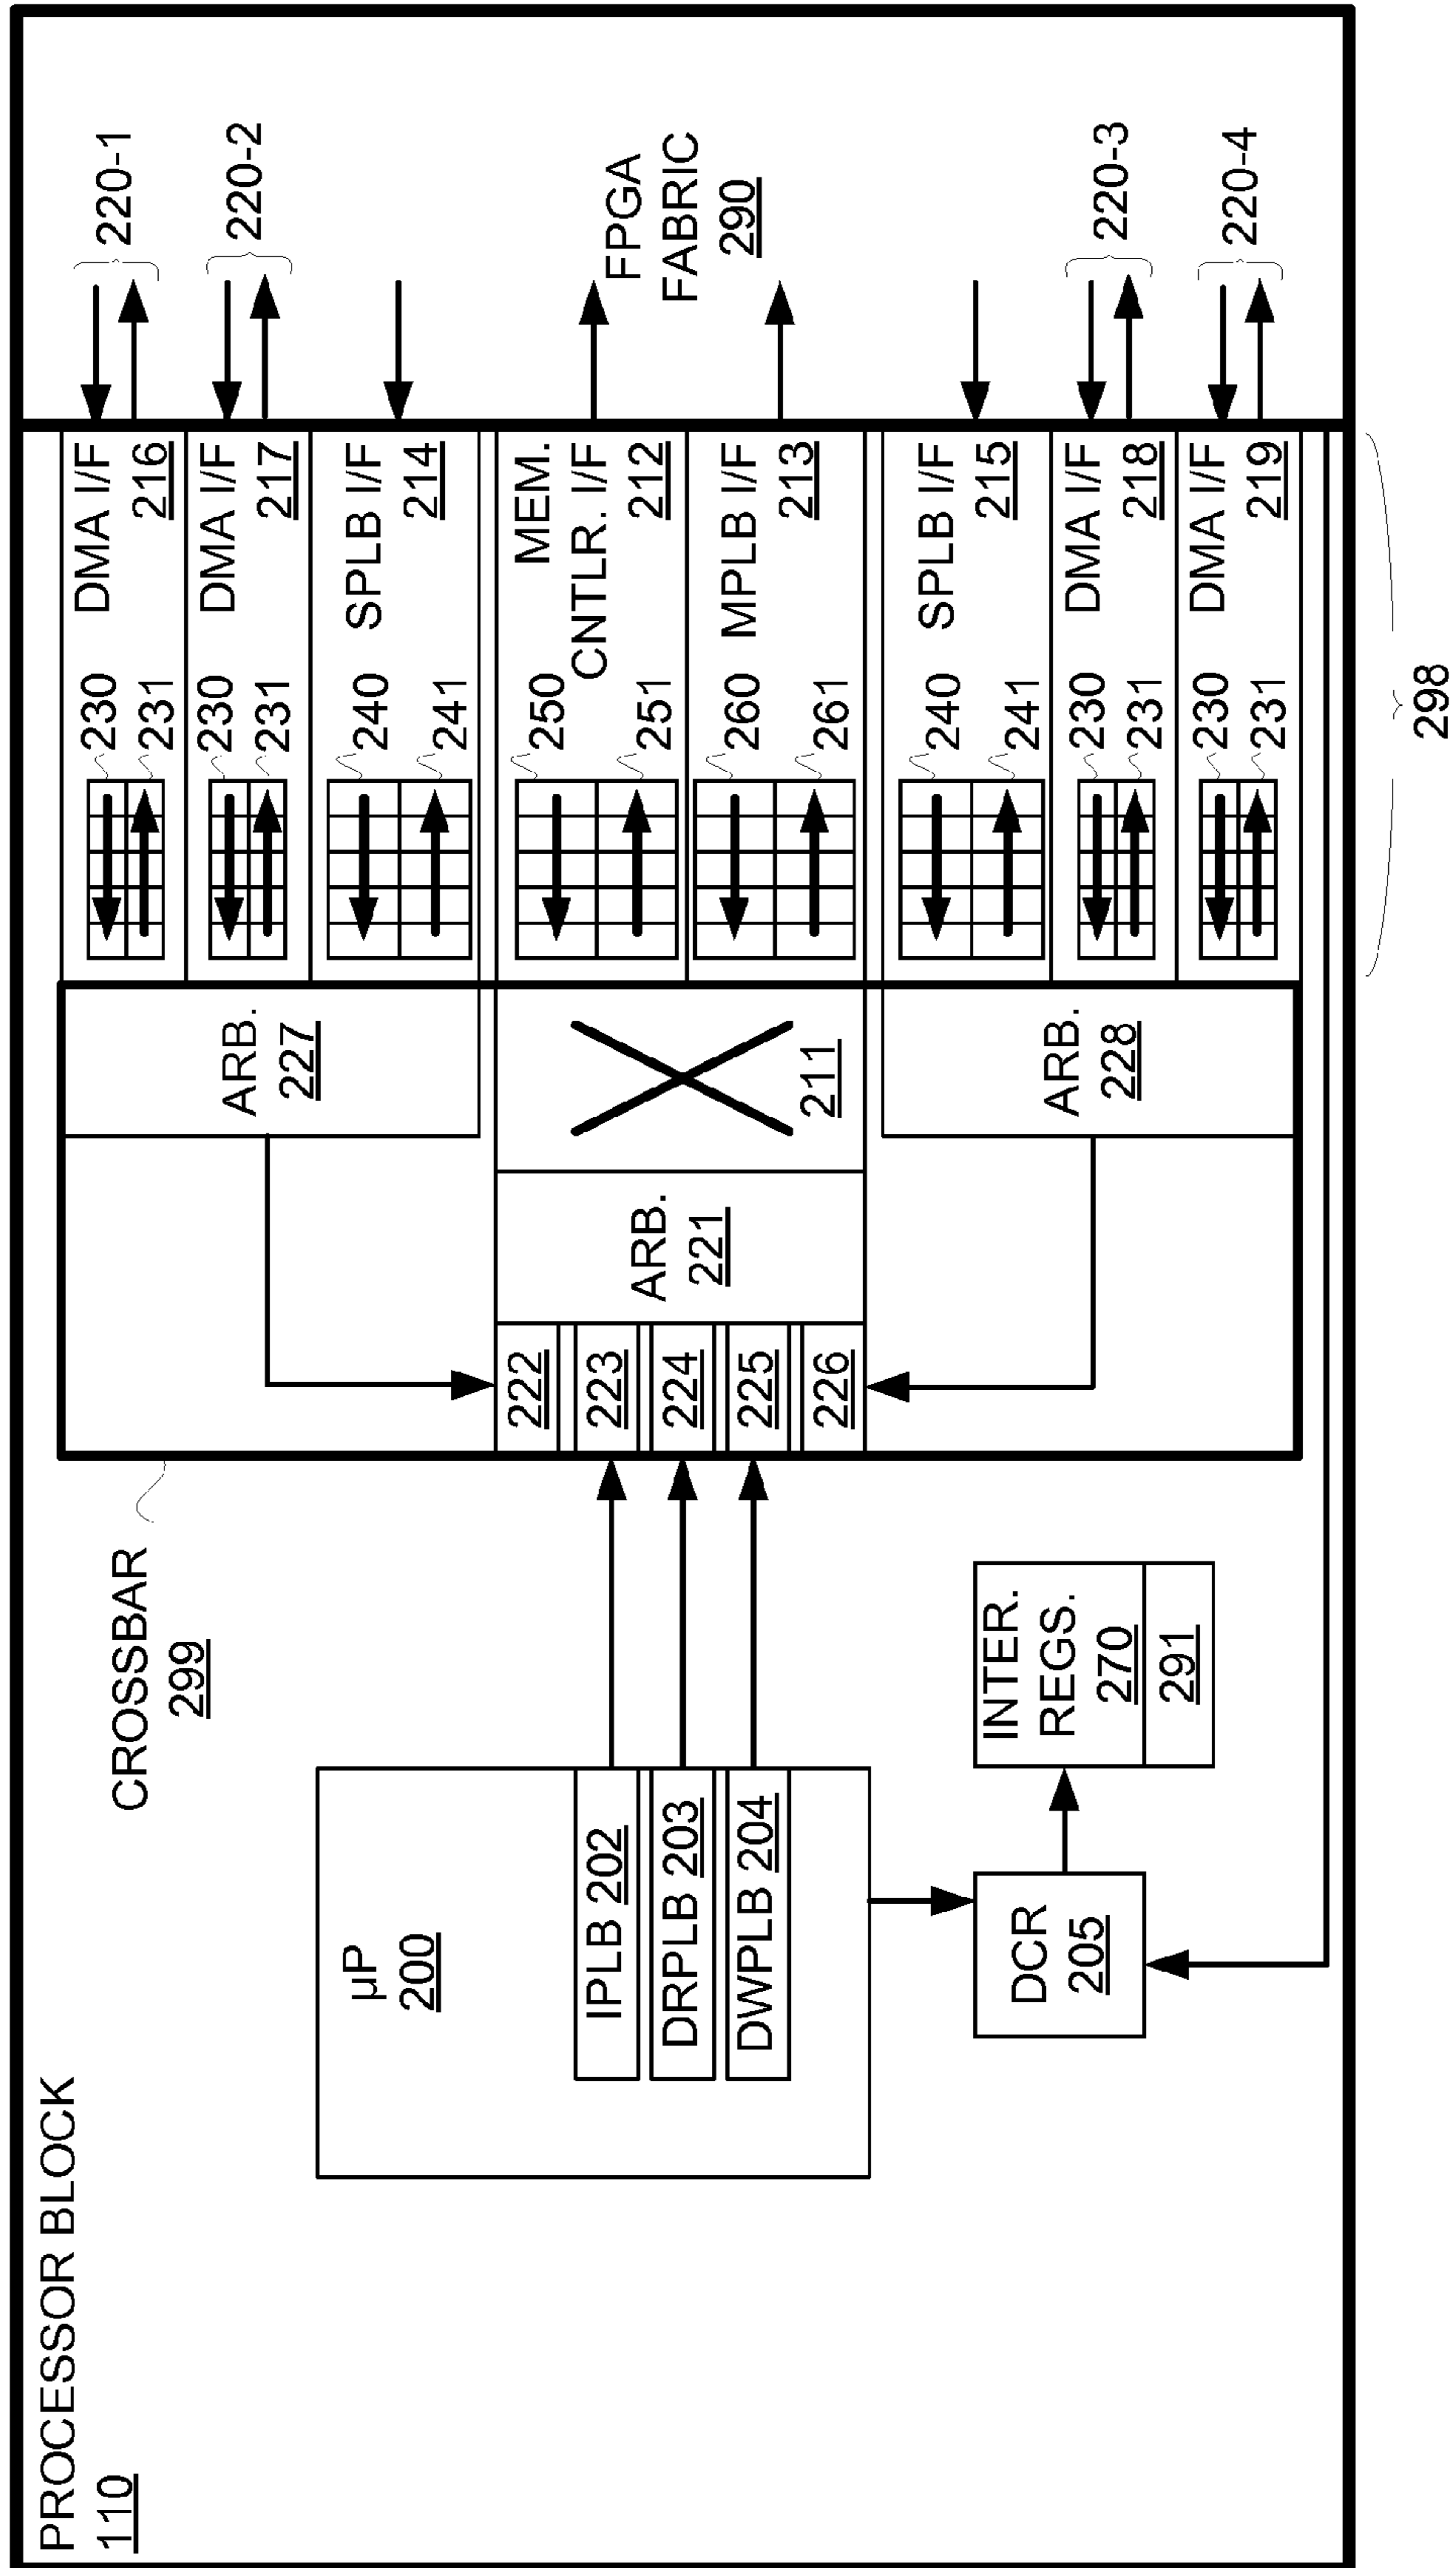 PROCESSOR BLOCK
110
µP
200
IPLB 202
DRPLB 203
DWPLB 204
DCR
205
INTER.
REGS.
270
291
CROSSBAR
299
222
223
224
225
226
ARB.
221
211
ARB.
227
ARB.
228
230
231
DMA I/F
216
230
231
DMA I/F
217
240
241
SPLB I/F
214
250
251
MEM.
CNTLR. I/F
212
260
261
MPLB I/F
213
240
241
SPLB I/F
215
230
231
DMA I/F
218
230
231
DMA I/F
219
298
220-1
220-2
FPGA
FABRIC
290
220-3
220-4